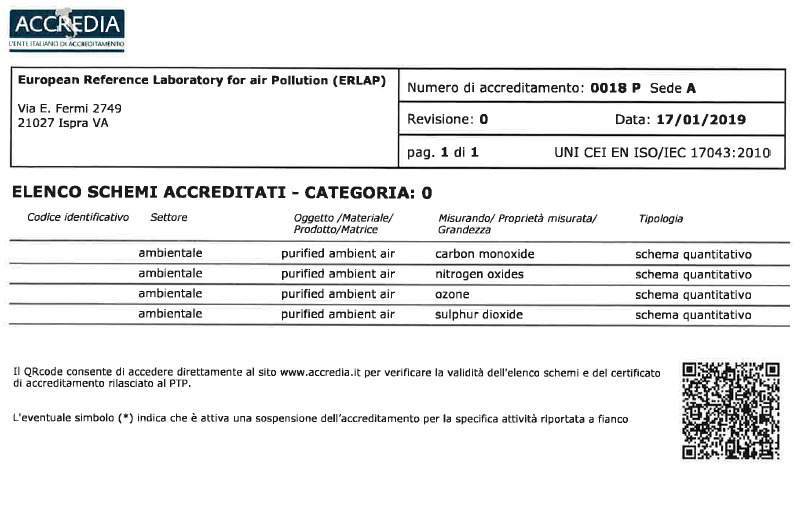 ACCREDIA
L'ENTE ITALIANO DI ACCREDITAMENTO
European Reference Laboratory for air Pollution (ERLAP)
Via E. Fermi 2749
21027 Ispra VA
Numero di accreditamento: 0018 P Sede A
Revisione: 0 Data: 17/01/2019
pag. 1 di 1 UNI CEI EN ISO/IEC 17043:2010
ELENCO SCHEMI ACCREDITATI - CATEGORIA: 0
Codice identificativo Settore Oggetto /Materiale/ Misurando/ Proprietà misurata/ Tipologia
Prodotto/Matrice Grandezza
ambientale purified ambient air carbon monoxide schema quantitativo
ambientale purified ambient air nitrogen oxides schema quantitativo
ambientale purified ambient air ozone schema quantitativo
ambientale purified ambient air sulphur dioxide schema quantitativo
Il QRcode consente di accedere direttamente al sito www.accredia.it per verificare la validità dell'elenco schemi e del certificato
di accreditamento rilasciato al PTP.
L'eventuale simbolo (*) indica che è attiva una sospensione dell'accreditamento per la specifica attività riportata a fianco